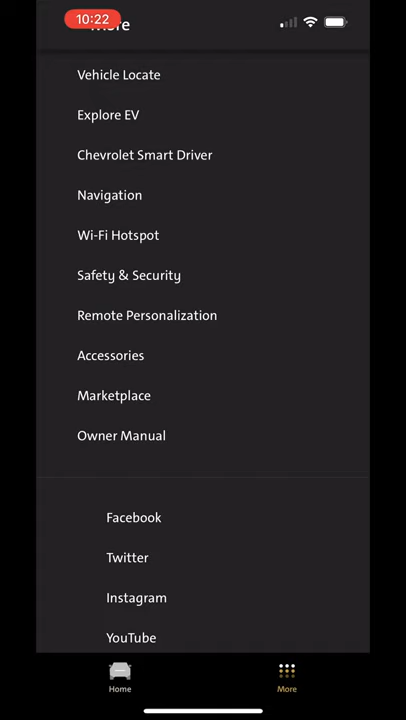 10:22
More
Vehicle Locate
Explore EV
Chevrolet Smart Driver
Navigation
Wi-Fi Hotspot
Safety & Security
Remote Personalization
Accessories
Marketplace
Owner Manual
Facebook
Twitter
Instagram
YouTube
Home
More